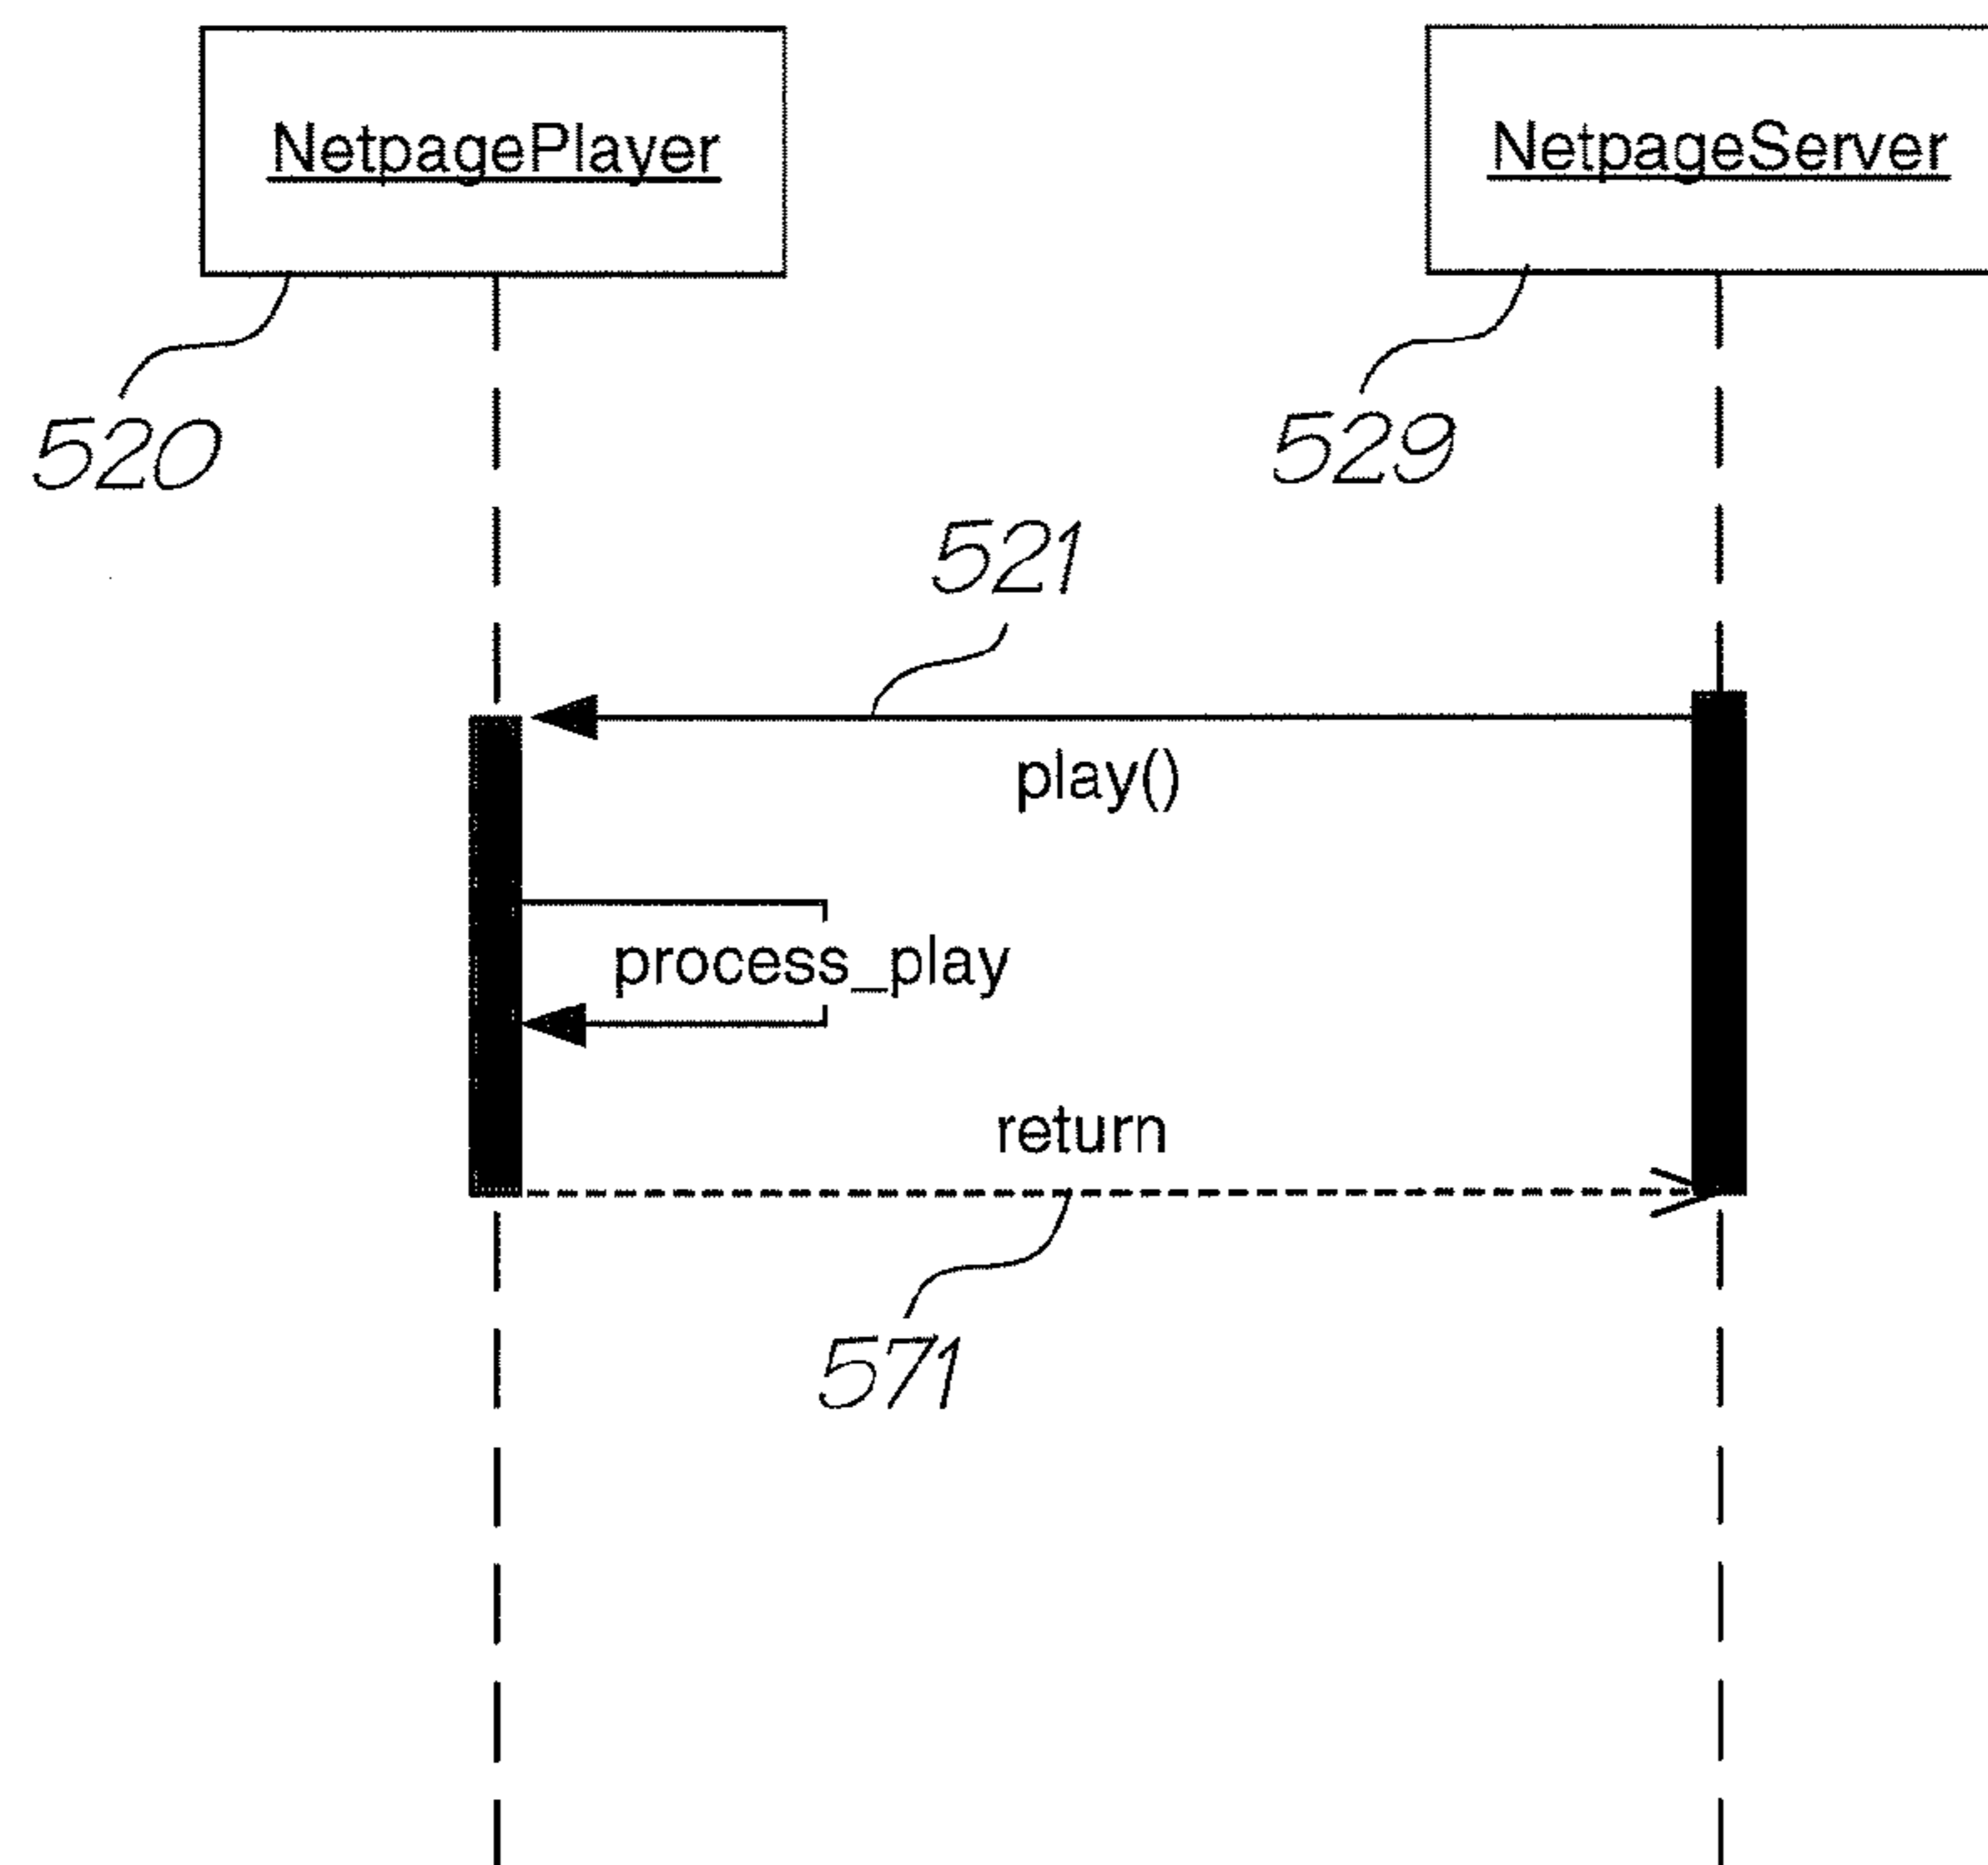 NetpagePlayer
NetpageServer
520
529
521
play()
process_play
return
571